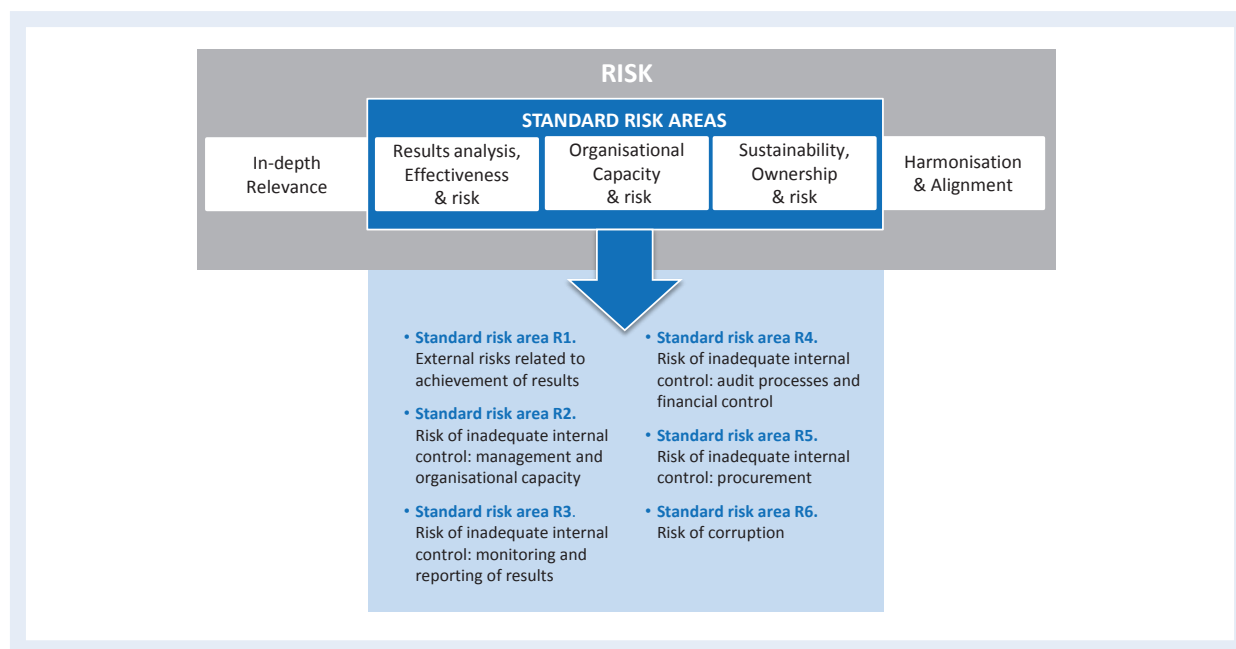 RISK
STANDARD RISK AREAS
In-depth
Relevance
Results analysis,
Effectiveness
& risk
Organisational
Capacity
& risk
Sustainability,
Ownership
& risk
Harmonisation
& Alignment
• Standard risk area R1.
External risks related to
achievement of results
• Standard risk area R2.
Risk of inadequate internal
control: management and
organisational capacity
• Standard risk area R3.
Risk of inadequate internal
control: monitoring and
reporting of results
• Standard risk area R4.
Risk of inadequate internal
control: audit processes and
financial control
• Standard risk area R5.
Risk of inadequate internal
control: procurement
• Standard risk area R6.
Risk of corruption